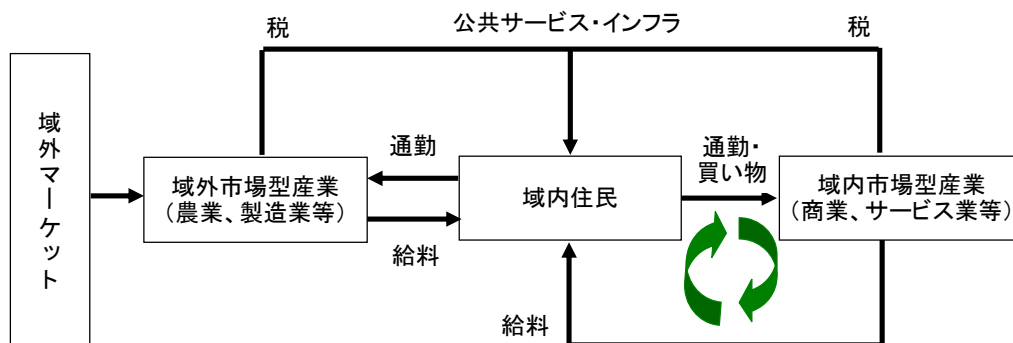 税
公共サービス・インフラ
税
域外マーケット
通勤
通勤・
買い物
域外市場型産業
（農業、製造業等）
域内住民
域内市場型産業
（商業、サービス業等）
給料
給料